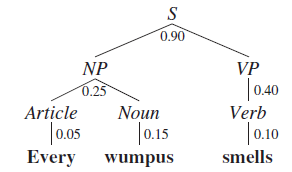 S
0.90
NP VP
0.25 0.40
Article Noun Verb
0.05 0.15 0.10
Every wumpus smells